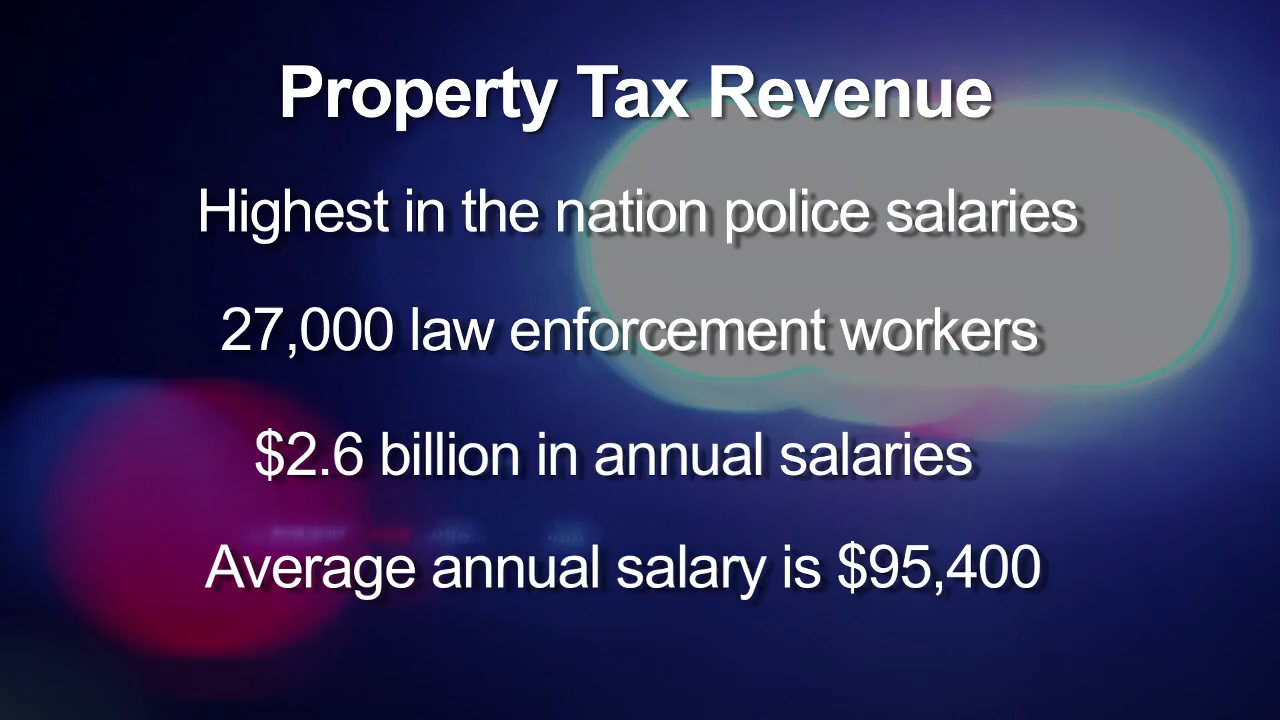 Property Tax Revenue
Highest in the nation police salaries
27,000 law enforcement workers
$2.6 billion in annual salaries
Average annual salary is $95,400